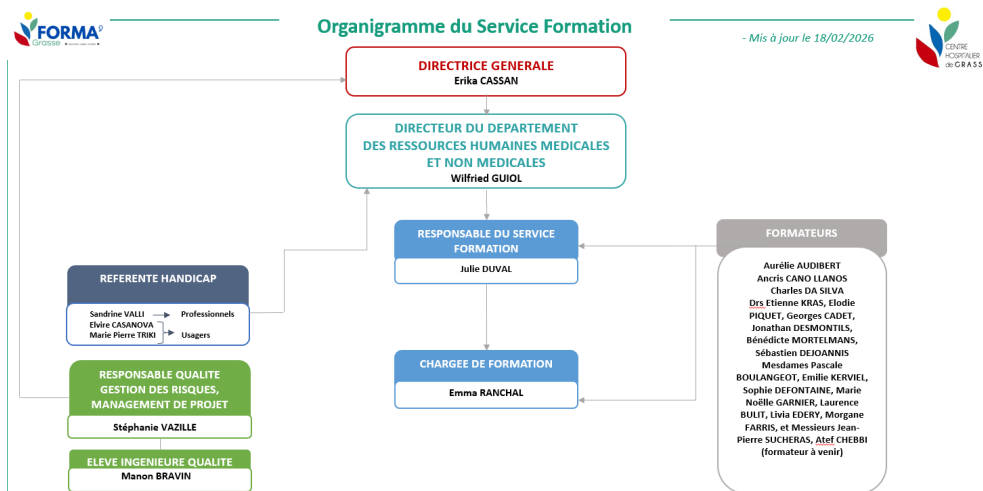 FORMA
Grasse
Organigramme du Service Formation
- Mis à jour le 18/02/2026
CENTRE
HOSPITALIER
de GRASS
DIRECTRICE GENERALE
Erika CASSAN
DIRECTEUR DU DEPARTEMENT
DES RESSOURCES HUMAINES MEDICALES
ET NON MEDICALES
Wilfried GUIOL
RESPONSABLE DU SERVICE
FORMATION
Julie DUVAL
REFERENTE HANDICAP
Sandrine VALLI Professionnels
Elvire CASANOVA
Marie Pierre TRIKI Usagers
CHARGEE DE FORMATION
Emma RANCHAL
RESPONSABLE QUALITE
GESTION DES RISQUES,
MANAGEMENT DE PROJET
Stéphanie VAZILLE
ELEVE INGENIEURE QUALITE
Manon BRAVIN
FORMATEURS
Aurélie AUDIBERT
Ancris CANO LLANOS
Charles DA SILVA
Drs Etienne KRAS, Elodie
PIQUET, Georges CADET,
Jonathan DESMONTILS,
Bénédicte MORTELMANS,
Sébastien DEJOANNIS
Mesdames Pascale
BOULANGEOT, Emilie KERVIEL,
Sophie DEFONTAINE, Marie
Noëlle GARNIER, Laurence
BULIT, Livia EDERY, Morgane
FARRIS, et Messieurs Jean-
Pierre SUCHERAS, Atef CHEBBI
(formateur à venir)